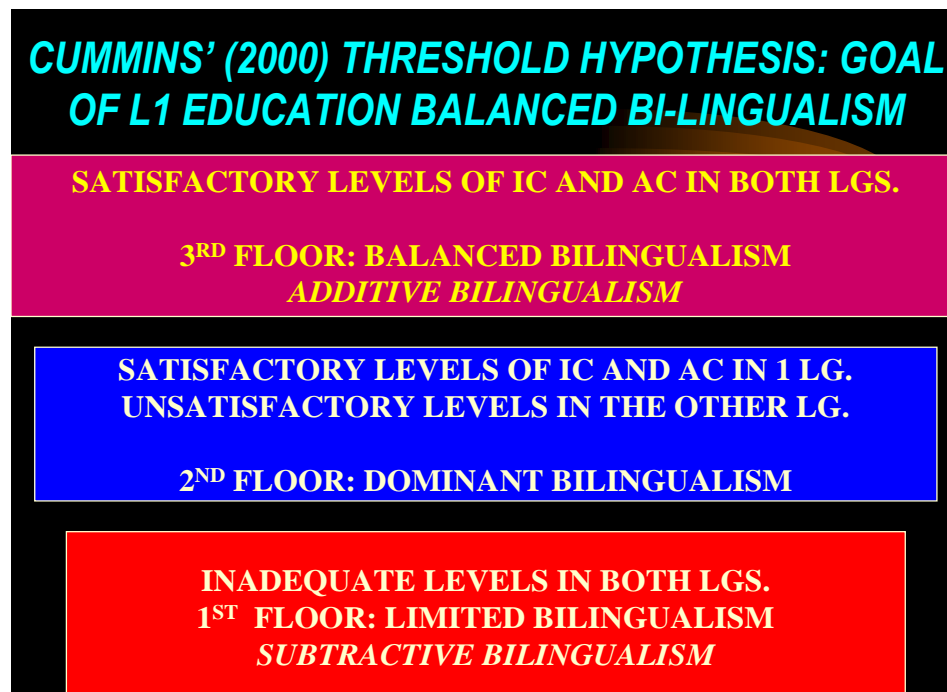 CUMMINS' (2000) THRESHOLD HYPOTHESIS: GOAL
OF L1 EDUCATION BALANCED BI-LINGUALISM
SATISFACTORY LEVELS OF IC AND AC IN BOTH LGS.
3RD FLOOR: BALANCED BILINGUALISM
ADDITIVE BILINGUALISM
SATISFACTORY LEVELS OF IC AND AC IN 1 LG.
UNSATISFACTORY LEVELS IN THE OTHER LG.
2ND FLOOR: DOMINANT BILINGUALISM
INADEQUATE LEVELS IN BOTH LGS.
1ST FLOOR: LIMITED BILINGUALISM
SUBTRACTIVE BILINGUALISM